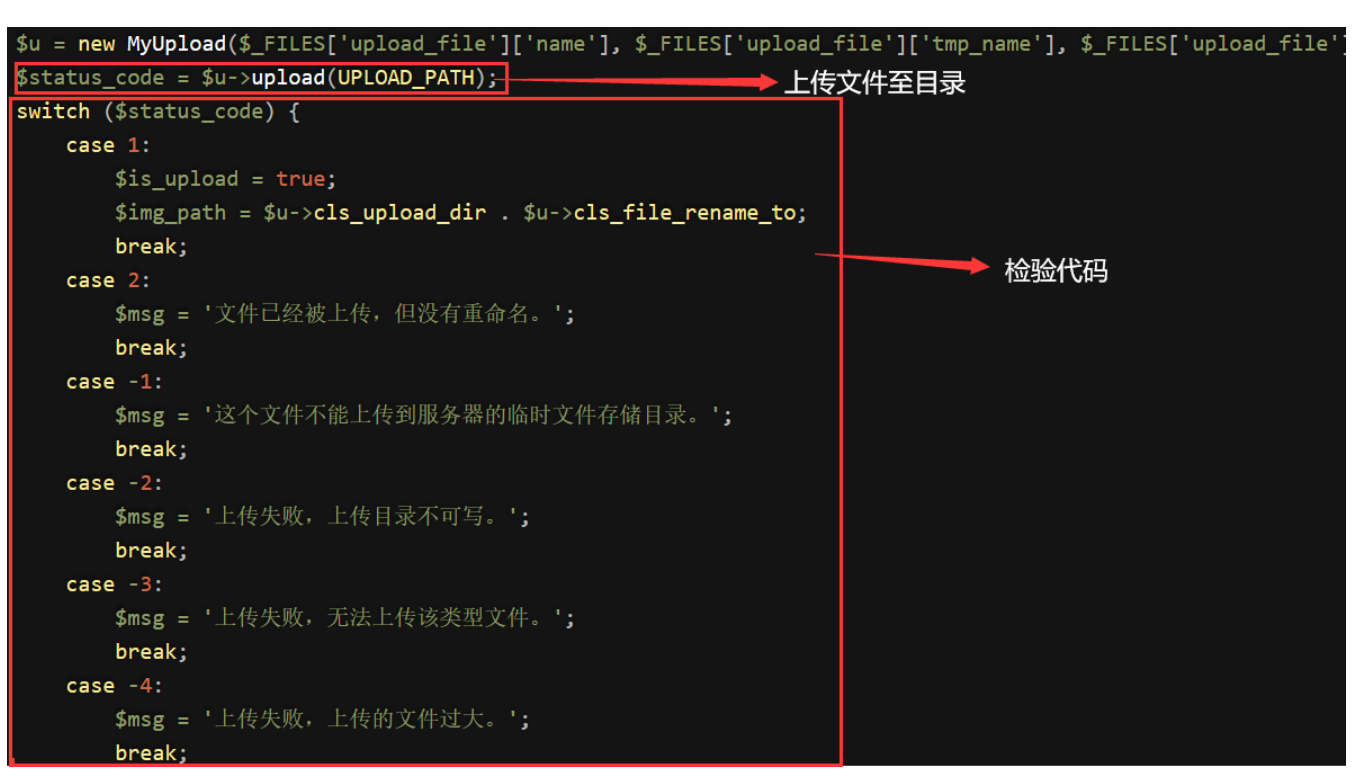 $u = new MyUpload($_FILES['upload_file']['name'], $_FILES['upload_file']['tmp_name'], $_FILES['upload_file']
$status_code = $u->upload(UPLOAD_PATH);
上传文件至目录
switch ($status_code) {
case 1:
$is_upload = true;
$img_path = $u->cls_upload_dir . $u->cls_file_rename_to;
break;
检验代码
case 2:
$msg = '文件已经被上传，但没有重命名。';
break;
case -1:
$msg = '这个文件不能上传到服务器的临时文件存储目录。';
break;
case -2:
$msg = '上传失败，上传目录不可写。';
break;
case -3:
$msg = '上传失败，无法上传该类型文件。';
break;
case -4:
$msg = '上传失败，上传的文件过大。';
break;